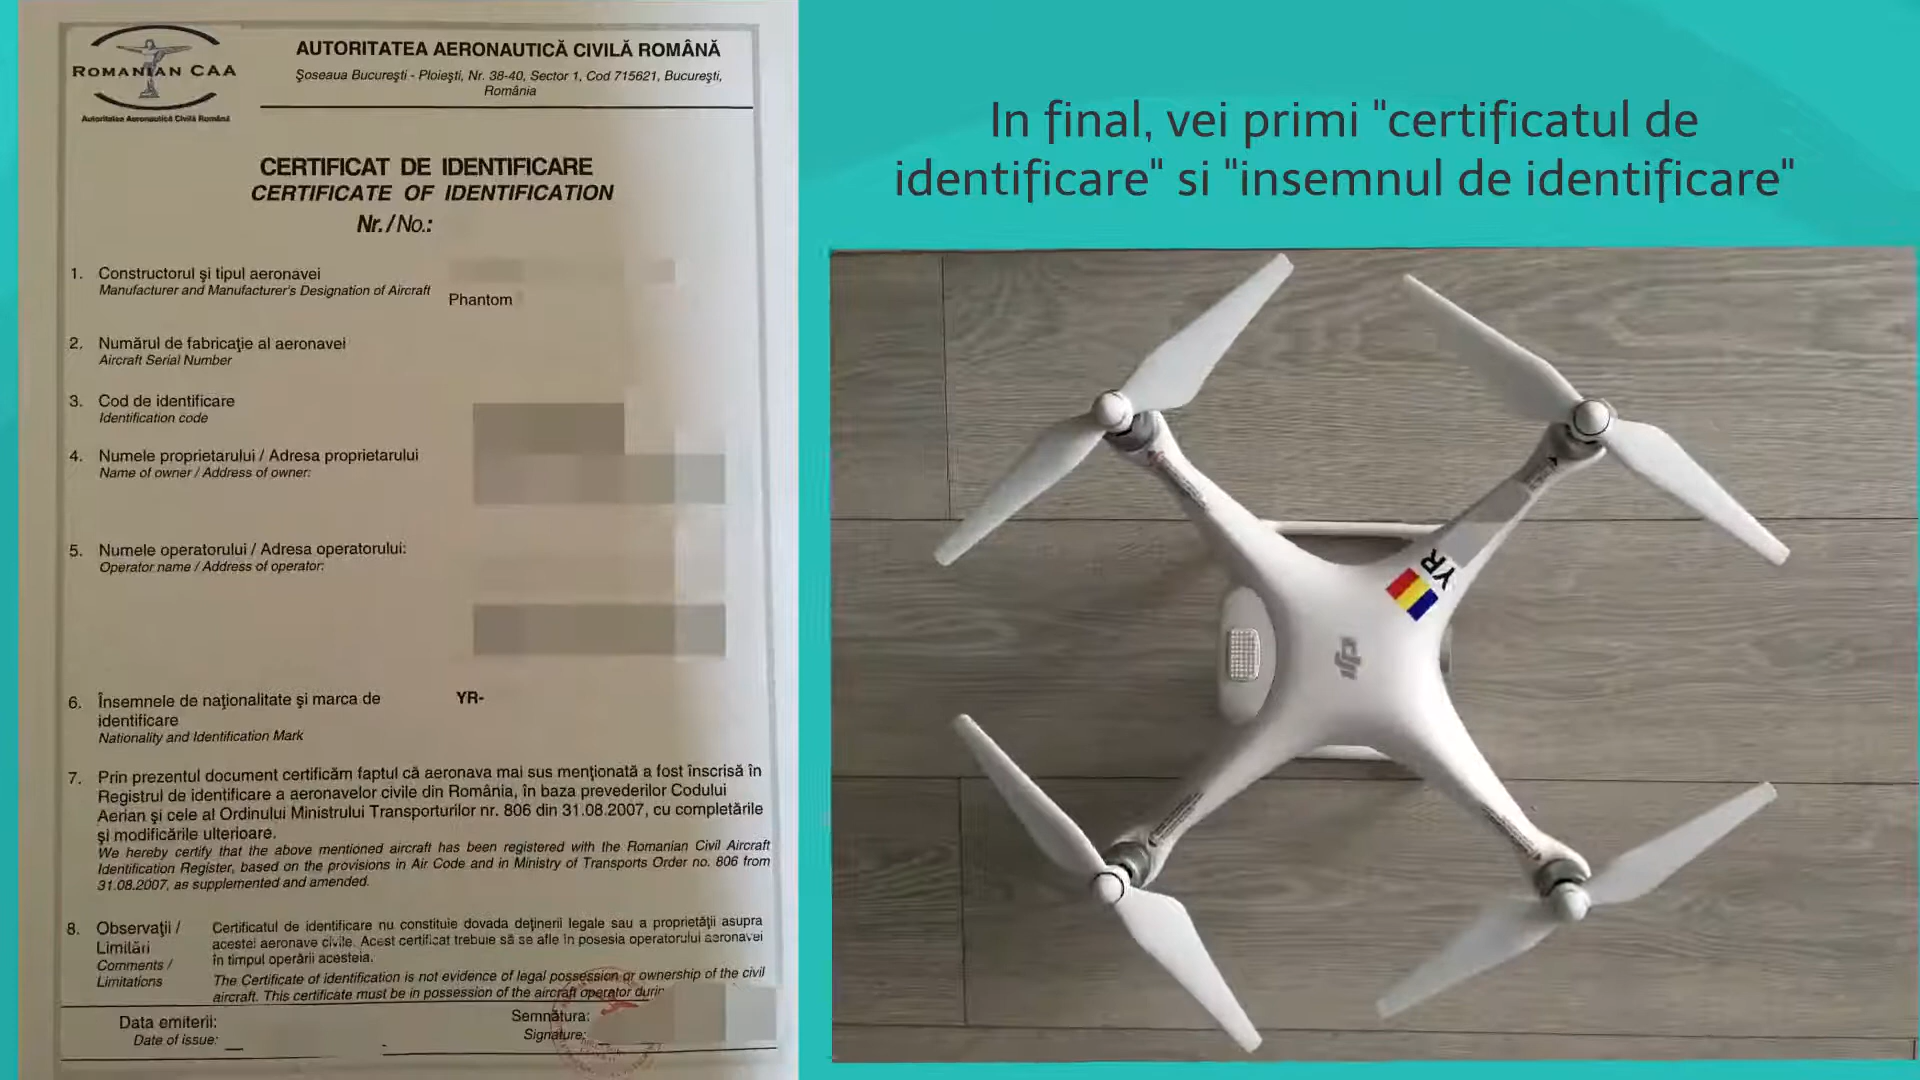 ROMANIAN CAA
Autoritatea Aeronautică Civilă Română
AUTORITATEA AERONAUTICĂ CIVILĂ ROMÂNĂ
Şoseaua Bucureşti - Ploieşti, Nr. 38-40, Sector 1, Cod 715621, Bucureşti,
România
CERTIFICAT DE IDENTIFICARE
CERTIFICATE OF IDENTIFICATION
Nr./No.:
1. Constructorul şi tipul aeronavei
Manufacturer and Manufacturer's Designation of Aircraft
Phantom
2. Numărul de fabricaţie al aeronavei
Aircraft Serial Number
3. Cod de identificare
Identification code
4. Numele proprietarului / Adresa proprietarului
Name of owner / Address of owner:
5. Numele operatorului / Adresa operatorului:
Operator name / Address of operator:
6. Însemnele de naţionalitate şi marca de
identificare
Nationality and Identification Mark
YR-
7. Prin prezentul document certificăm faptul că aeronava mai sus menţionată a fost înscrisă în
Registrul de identificare a aeronavelor civile din România, în baza prevederilor Codului
Aerian şi cele al Ordinului Ministrului Transporturilor nr. 806 din 31.08.2007, cu completările
şi modificările ulterioare.
We hereby certify that the above mentioned aircraft has been registered with the Romanian Civil Aircraft
Identification Register, based on the provisions in Air Code and in Ministry of Transports Order no. 806 from
31.08.2007, as supplemented and amended.
8. Observaţii /
Limitări
Comments /
Limitations
Certificatul de identificare nu constituie dovada deţinerii legale sau a proprietăţii asupra
acestei aeronave civile. Acest certificat trebuie să se afle în posesia operatorului aeronavei
în timpul operării acesteia.
The Certificate of identification is not evidence of legal possession or ownership of the civil
aircraft. This certificate must be in possession of the aircraft operator durin
Data emiterii:
Date of issue:
Semnătura:
Signature:
In final, vei primi "certificatul de
identificare" si "insemnul de identificare"
YR
dji